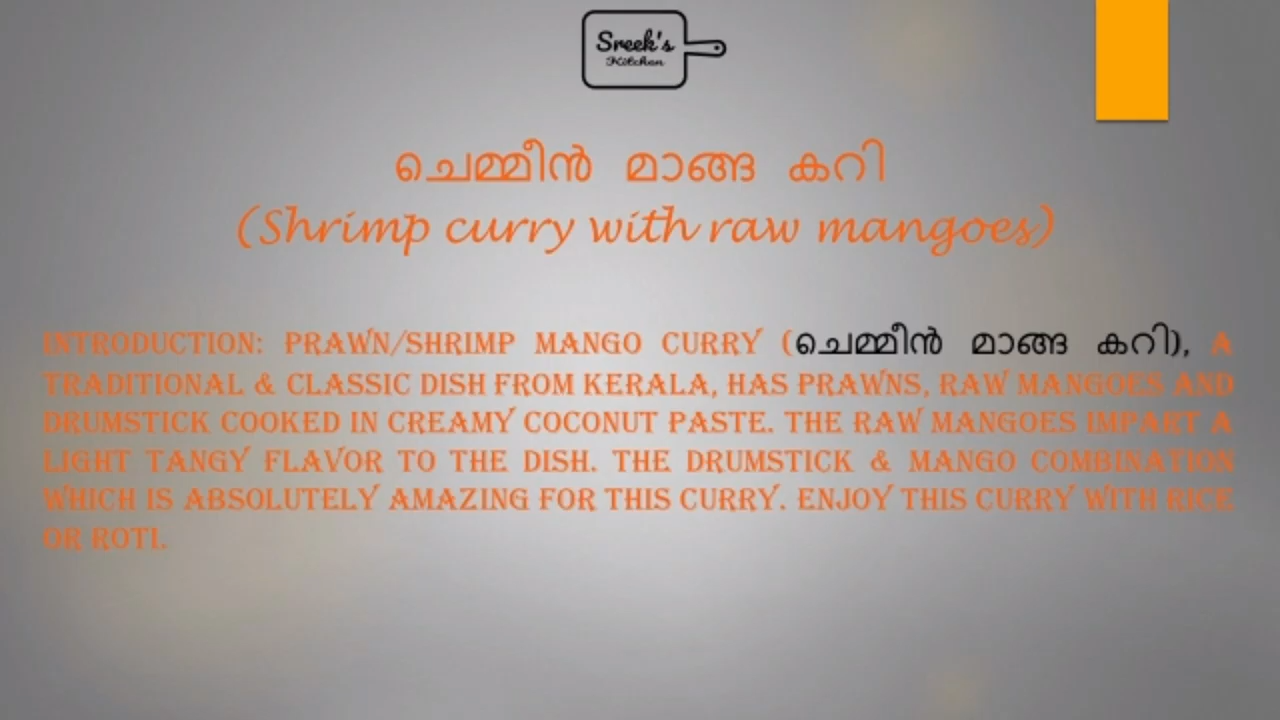 Sreek's
Kitchen
ചെമ്മീൻ മാങ്ങ കറി
(Shrimp curry with raw mangoes)
INTRODUCTION: PRAWN/SHRIMP MANGO CURRY (ചെമ്മീൻ മാങ്ങ കറി), A
TRADITIONAL & CLASSIC DISH FROM KERALA, HAS PRAWNS, RAW MANGOES AND
DRUMSTICK COOKED IN CREAMY COCONUT PASTE. THE RAW MANGOES IMPART A
LIGHT TANGY FLAVOR TO THE DISH. THE DRUMSTICK & MANGO COMBINATION
WHICH IS ABSOLUTELY AMAZING FOR THIS CURRY. ENJOY THIS CURRY WITH RICE
OR ROTI.